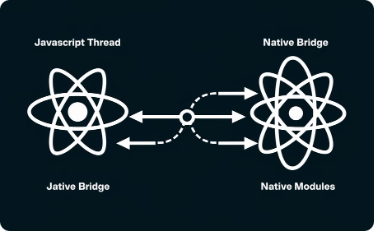 Javascript Thread
Native Bridge
Jative Bridge
Native Modules